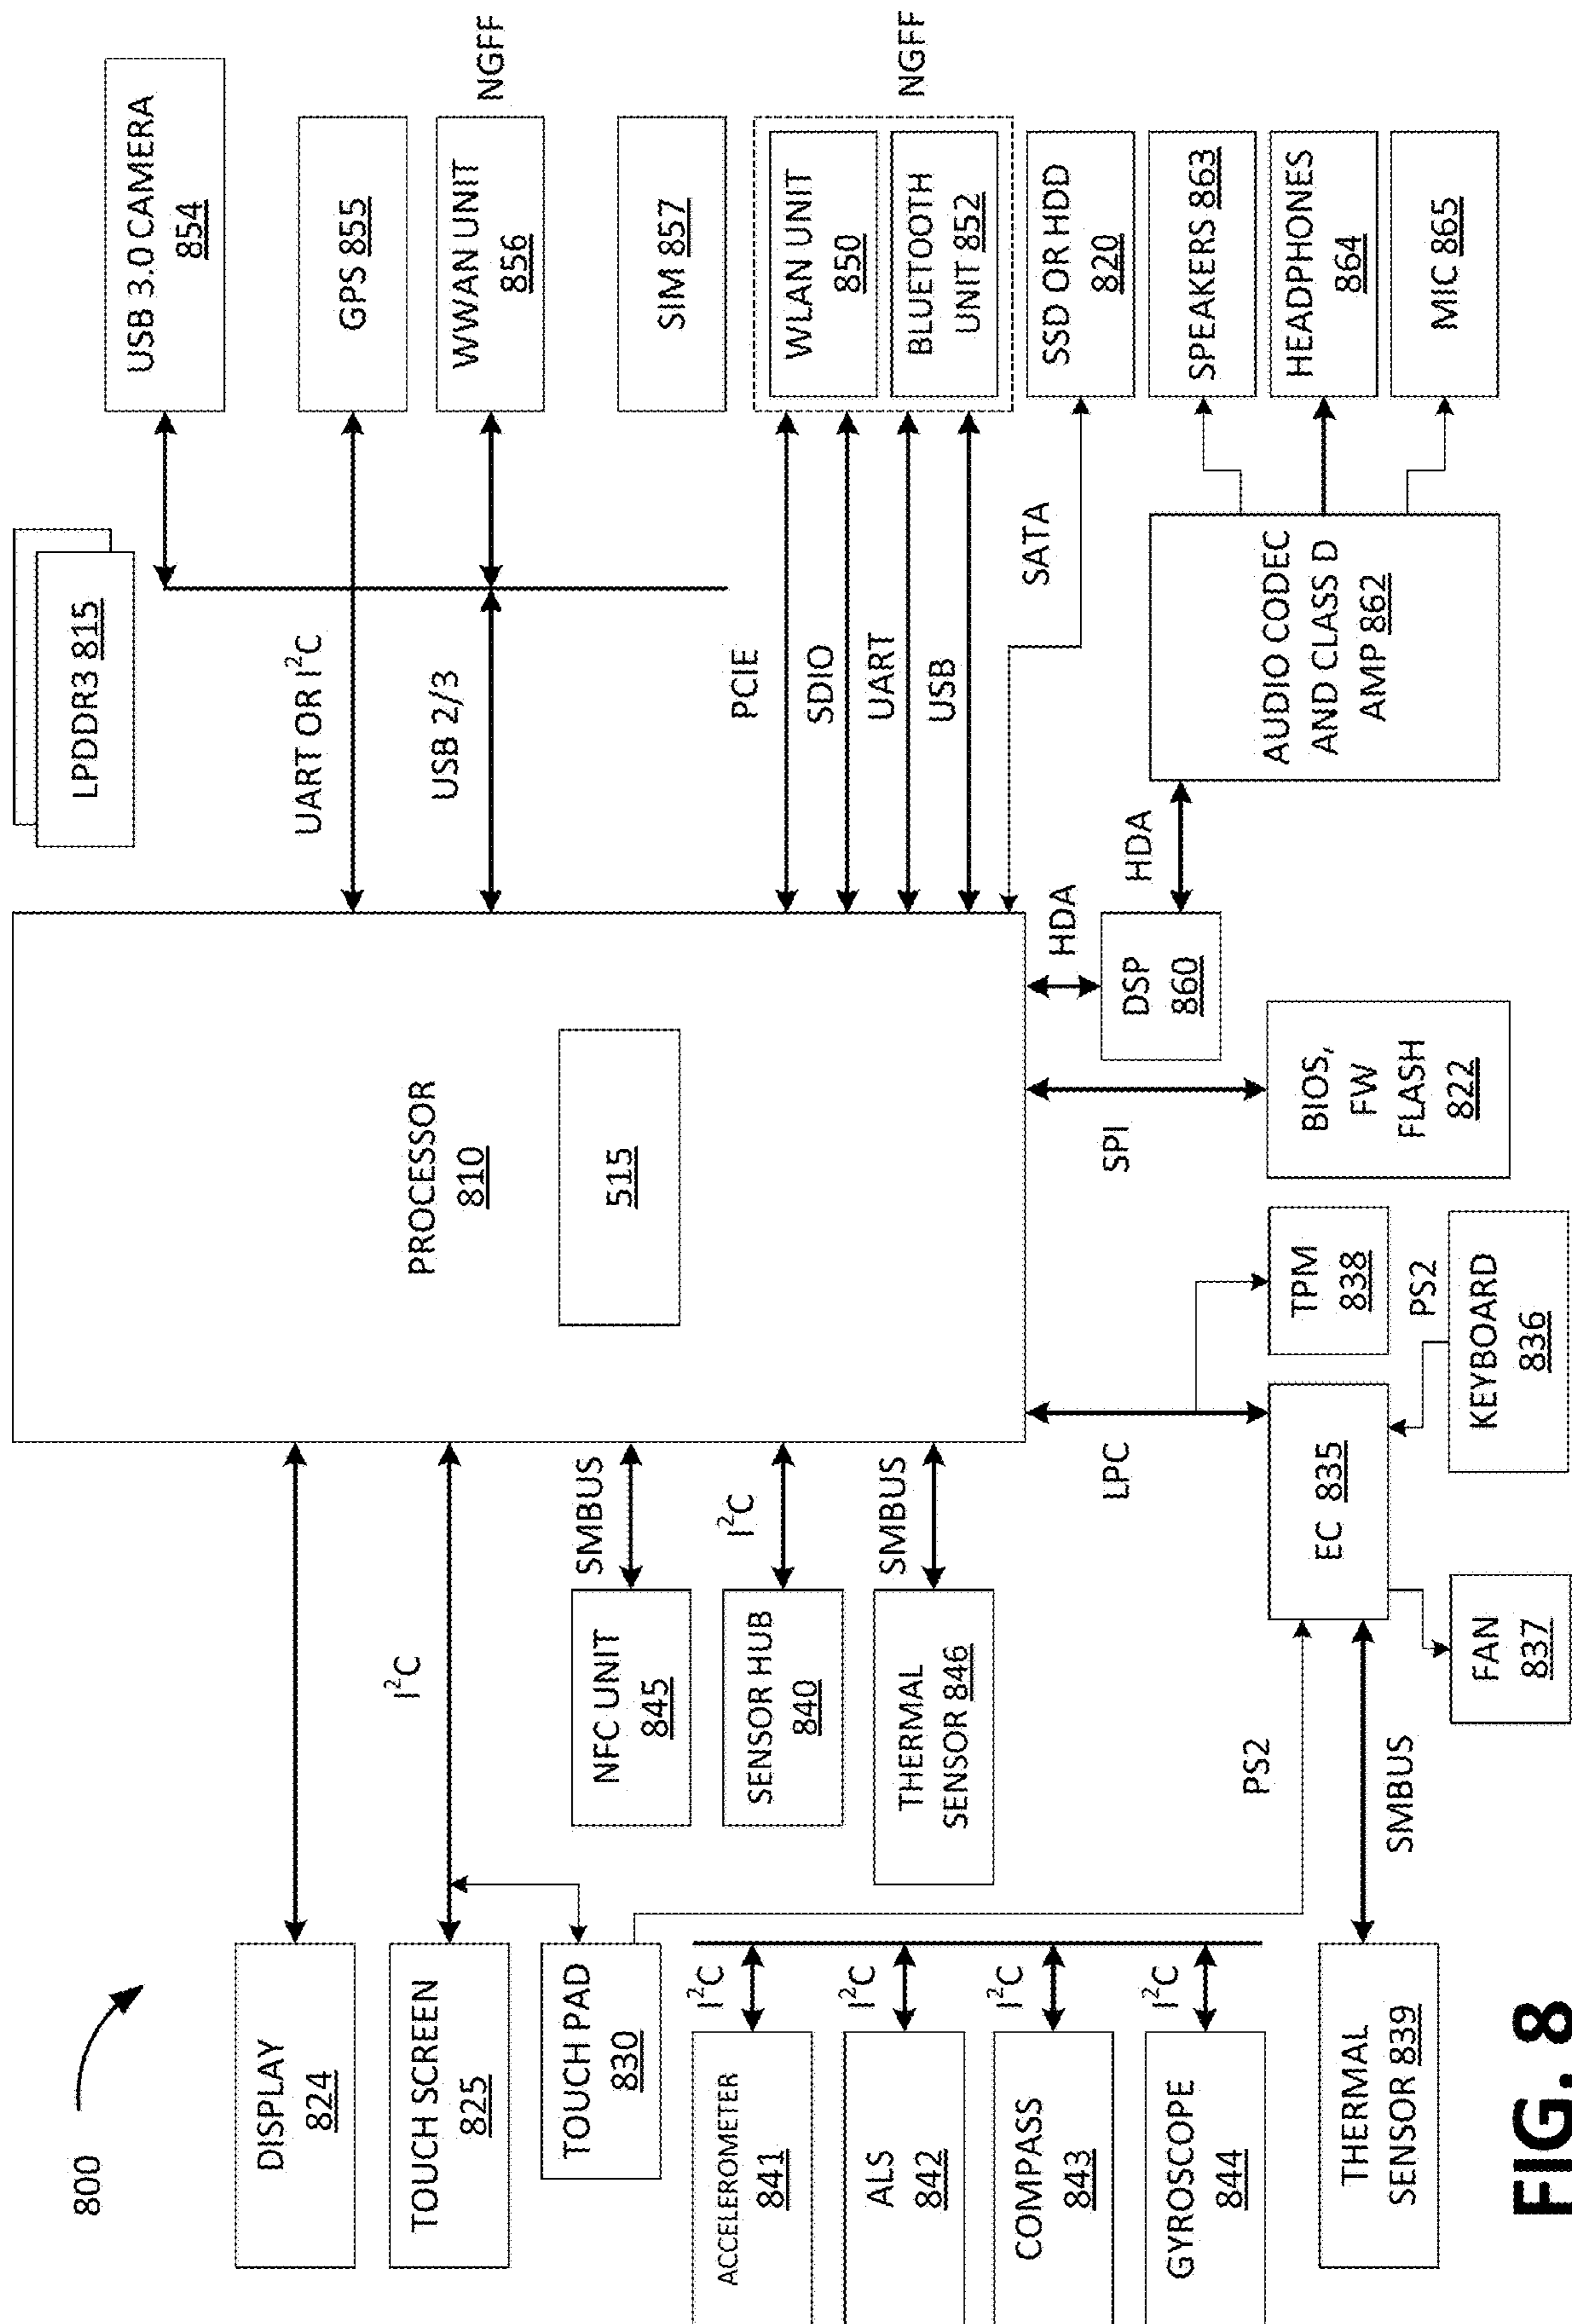 800
DISPLAY
824
TOUCH SCREEN
825
TOUCH PAD
830
ACCELEROMETER
841
ALS
842
COMPASS
843
GYROSCOPE
844
THERMAL
SENSOR 839
I²C
I²C
I²C
I²C
I²C
NFC UNIT
845
SMBUS
SENSOR HUB
840
I²C
THERMAL
SENSOR 846
SMBUS
PS2
SMBUS
FAN
837
EC 835
LPC
KEYBOARD
836
PS2
TPM
838
PROCESSOR
810
515
SPI
BIOS,
FW
FLASH
822
DSP
860
HDA
HDA
AUDIO CODEC
AND CLASS D
AMP 862
LPDDR3 815
UART OR I²C
USB 2/3
PCIE
SDIO
UART
USB
SATA
USB 3.0 CAMERA
854
GPS 855
WWAN UNIT
856
NGFF
SIM 857
WLAN UNIT
850
BLUETOOTH
UNIT 852
NGFF
SSD OR HDD
820
SPEAKERS 863
HEADPHONES
864
MIC 865
FIG. 8